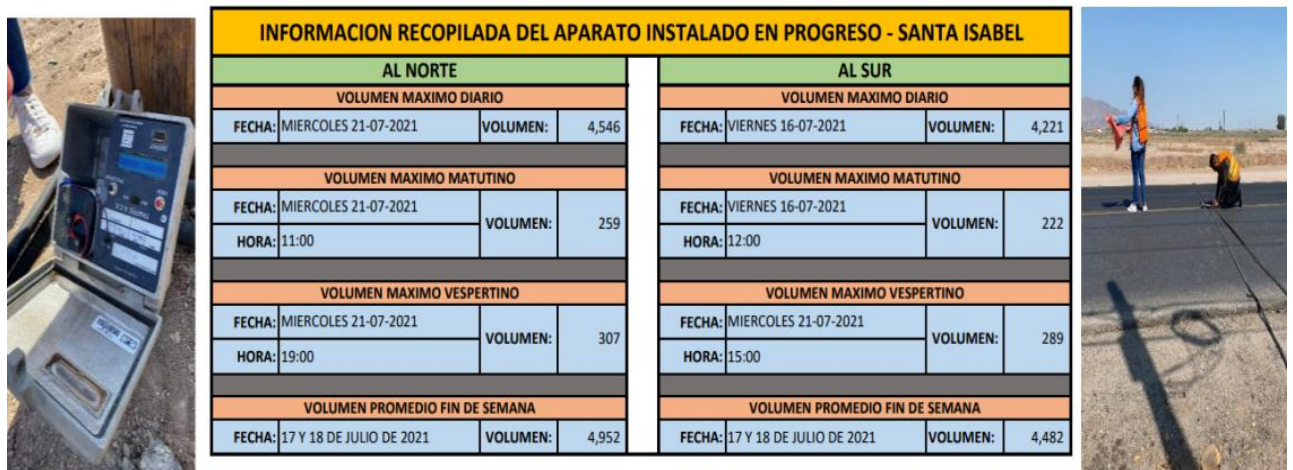 INFORMACION RECOPILADA DEL APARATO INSTALADO EN PROGRESO - SANTA ISABEL
AL NORTE
VOLUMEN MAXIMO DIARIO
FECHA: MIERCOLES 21-07-2021 VOLUMEN: 4,546
VOLUMEN MAXIMO MATUTINO
FECHA: MIERCOLES 21-07-2021
VOLUMEN: 259
HORA: 11:00
VOLUMEN MAXIMO VESPERTINO
FECHA: MIERCOLES 21-07-2021
VOLUMEN: 307
HORA: 19:00
VOLUMEN PROMEDIO FIN DE SEMANA
FECHA: 17 Y 18 DE JULIO DE 2021 VOLUMEN: 4,952
AL SUR
VOLUMEN MAXIMO DIARIO
FECHA: VIERNES 16-07-2021 VOLUMEN: 4,221
VOLUMEN MAXIMO MATUTINO
FECHA: VIERNES 16-07-2021
VOLUMEN: 222
HORA: 12:00
VOLUMEN MAXIMO VESPERTINO
FECHA: MIERCOLES 21-07-2021
VOLUMEN: 289
HORA: 15:00
VOLUMEN PROMEDIO FIN DE SEMANA
FECHA: 17 Y 18 DE JULIO DE 2021 VOLUMEN: 4,482